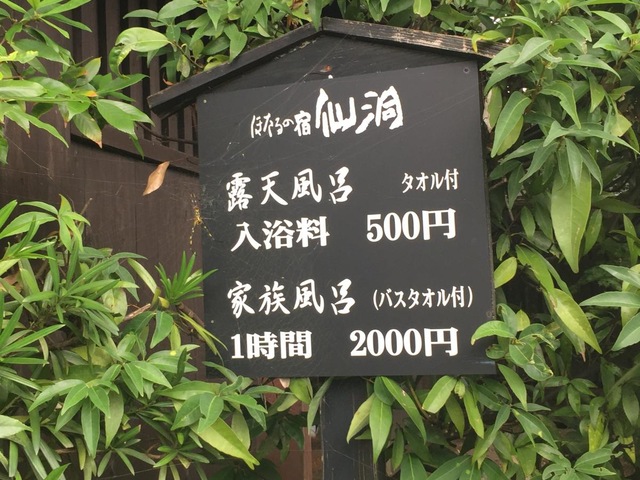 ほたるの宿 仙洞
露天風呂 タオル付
入浴料 500円
家族風呂 (バスタオル付)
1時間 2000円